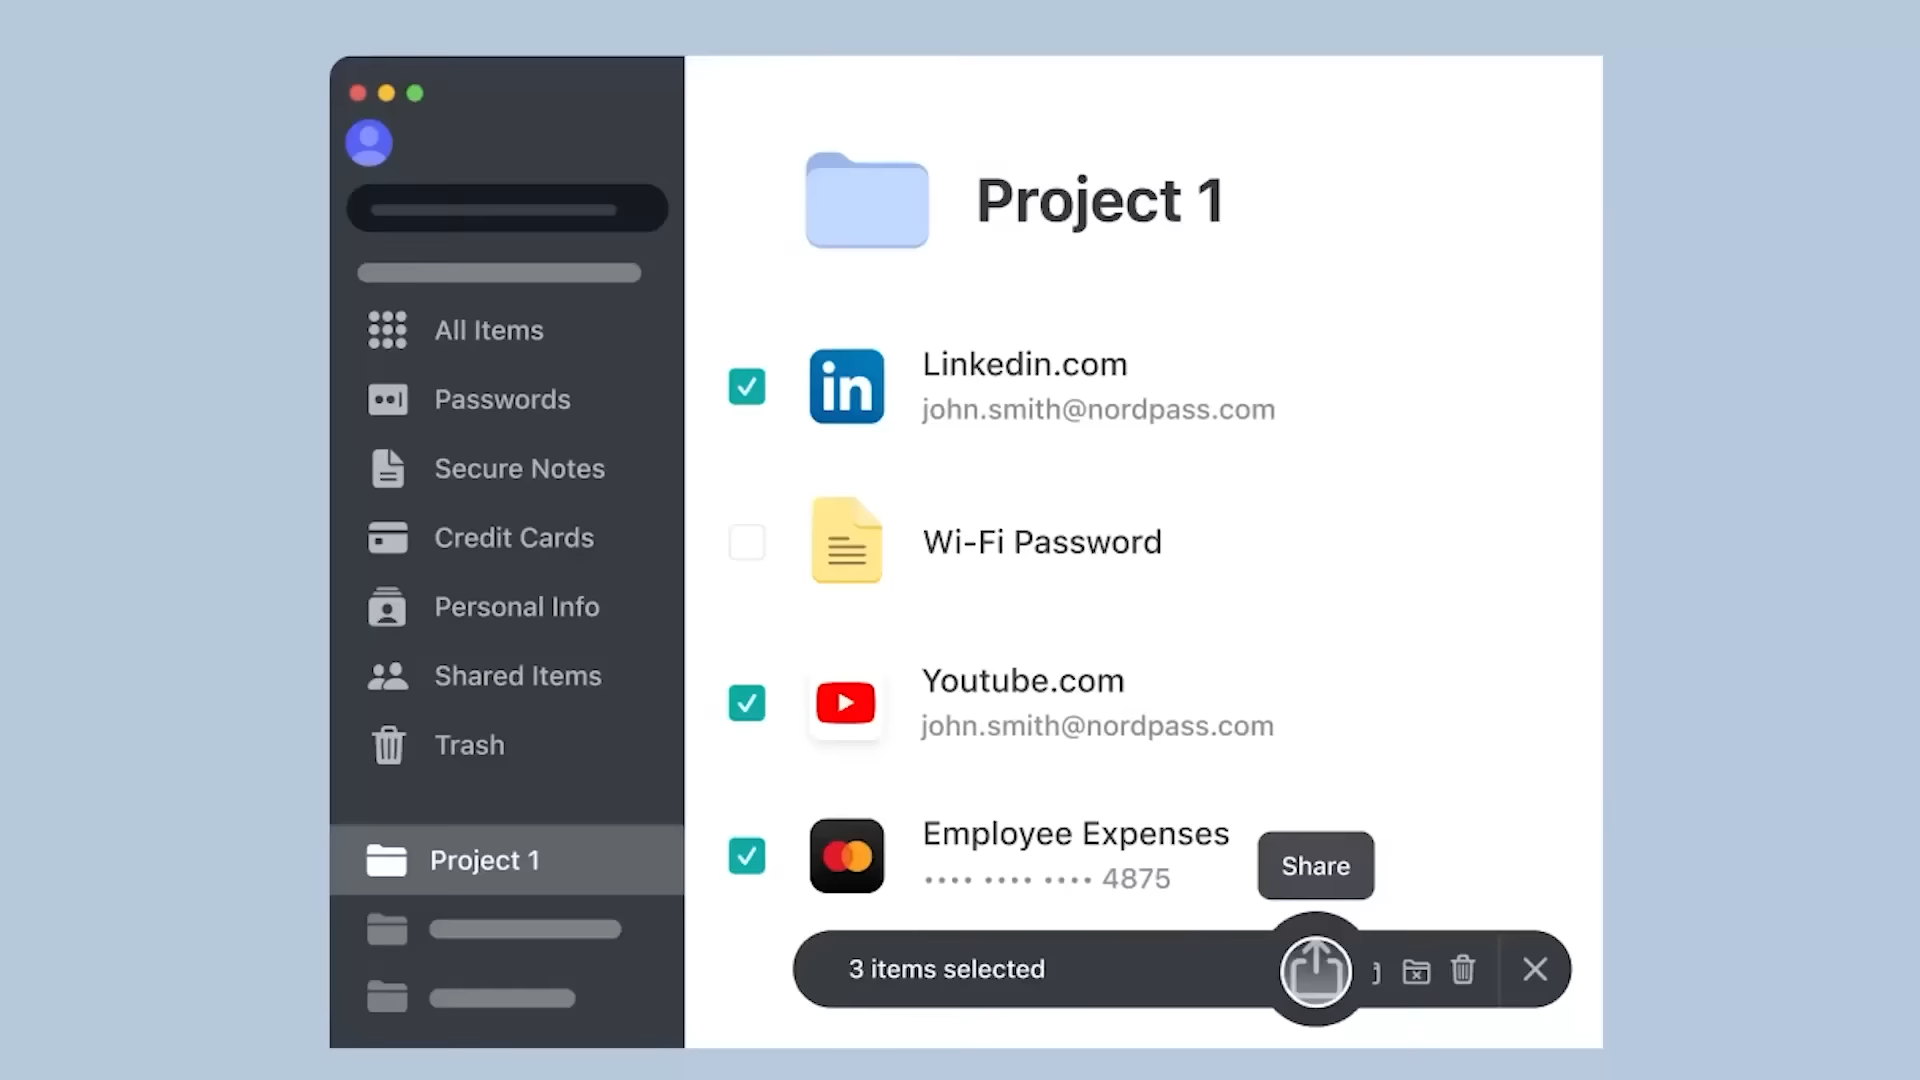 All Items
Passwords
Secure Notes
Credit Cards
Personal Info
Shared Items
Trash
Project 1
Project 1
Linkedin.com
john.smith@nordpass.com
Wi-Fi Password
Youtube.com
john.smith@nordpass.com
Employee Expenses
•••• •••• •••• 4875
Share
3 items selected